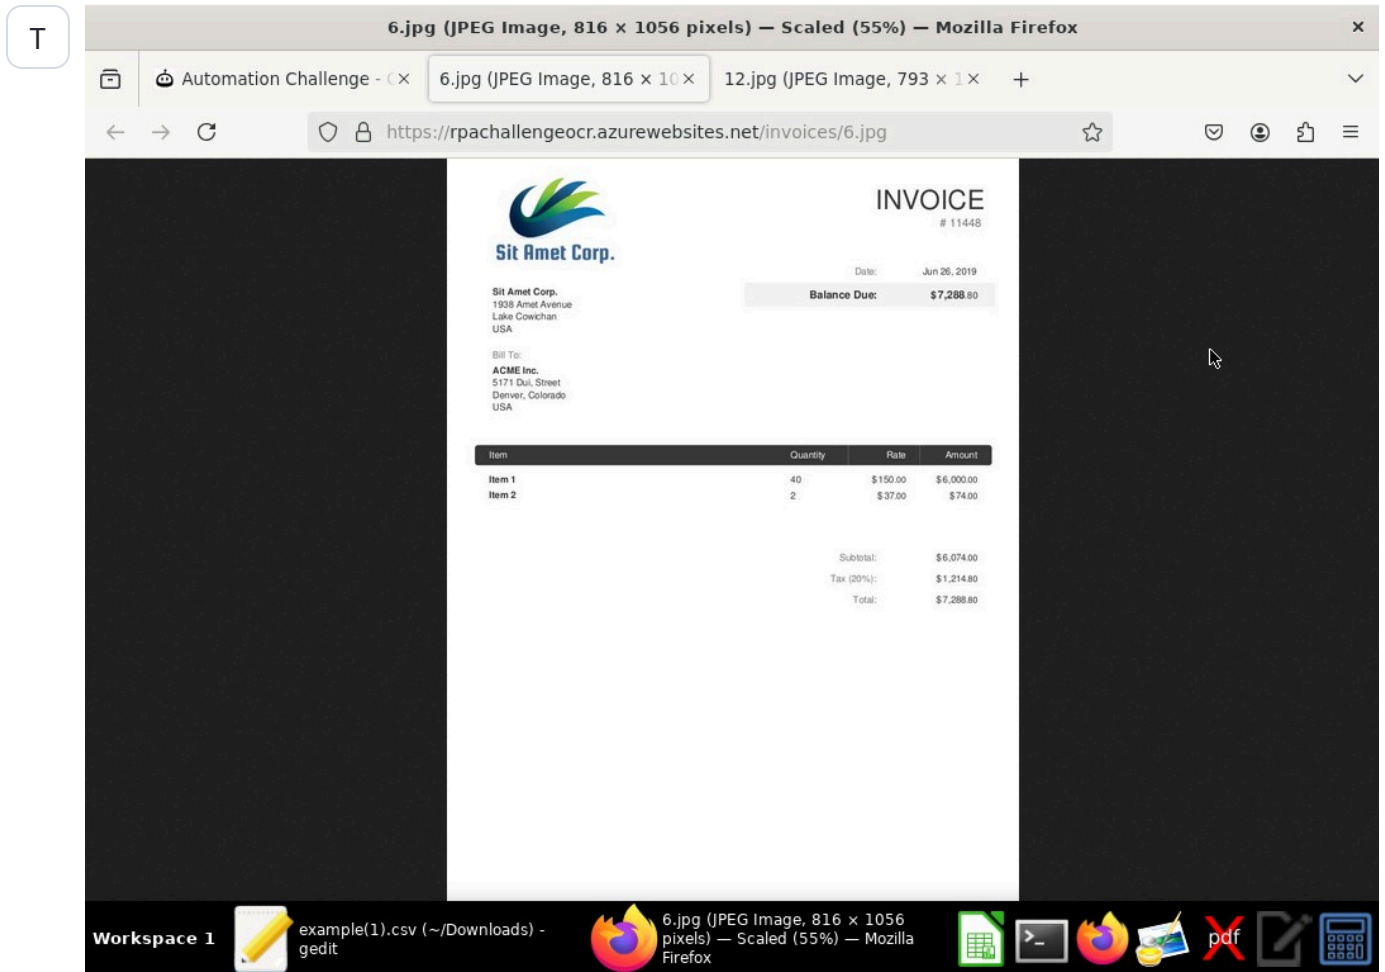 T
6.jpg (JPEG Image, 816 × 1056 pixels) — Scaled (55%) — Mozilla Firefox
Automation Challenge -
6.jpg (JPEG Image, 816 × 10
12.jpg (JPEG Image, 793 × 1
https://rpachallengeocr.azurewebsites.net/invoices/6.jpg
Sit Amet Corp.
INVOICE
# 11448
Date: Jun 26, 2019
Balance Due: $7,288.80
Sit Amet Corp.
1938 Amet Avenue
Lake Cowichan
USA
Bill To:
ACME Inc.
5171 Dui, Street
Denver, Colorado
USA
Item Quantity Rate Amount
Item 1 40 $150.00 $6,000.00
Item 2 2 $37.00 $74.00
Subtotal: $6,074.00
Tax (20%): $1,214.80
Total: $7,288.80
Workspace 1
example(1).csv (~/Downloads) -
gedit
6.jpg (JPEG Image, 816 × 1056
pixels) — Scaled (55%) — Mozilla
Firefox
pdf